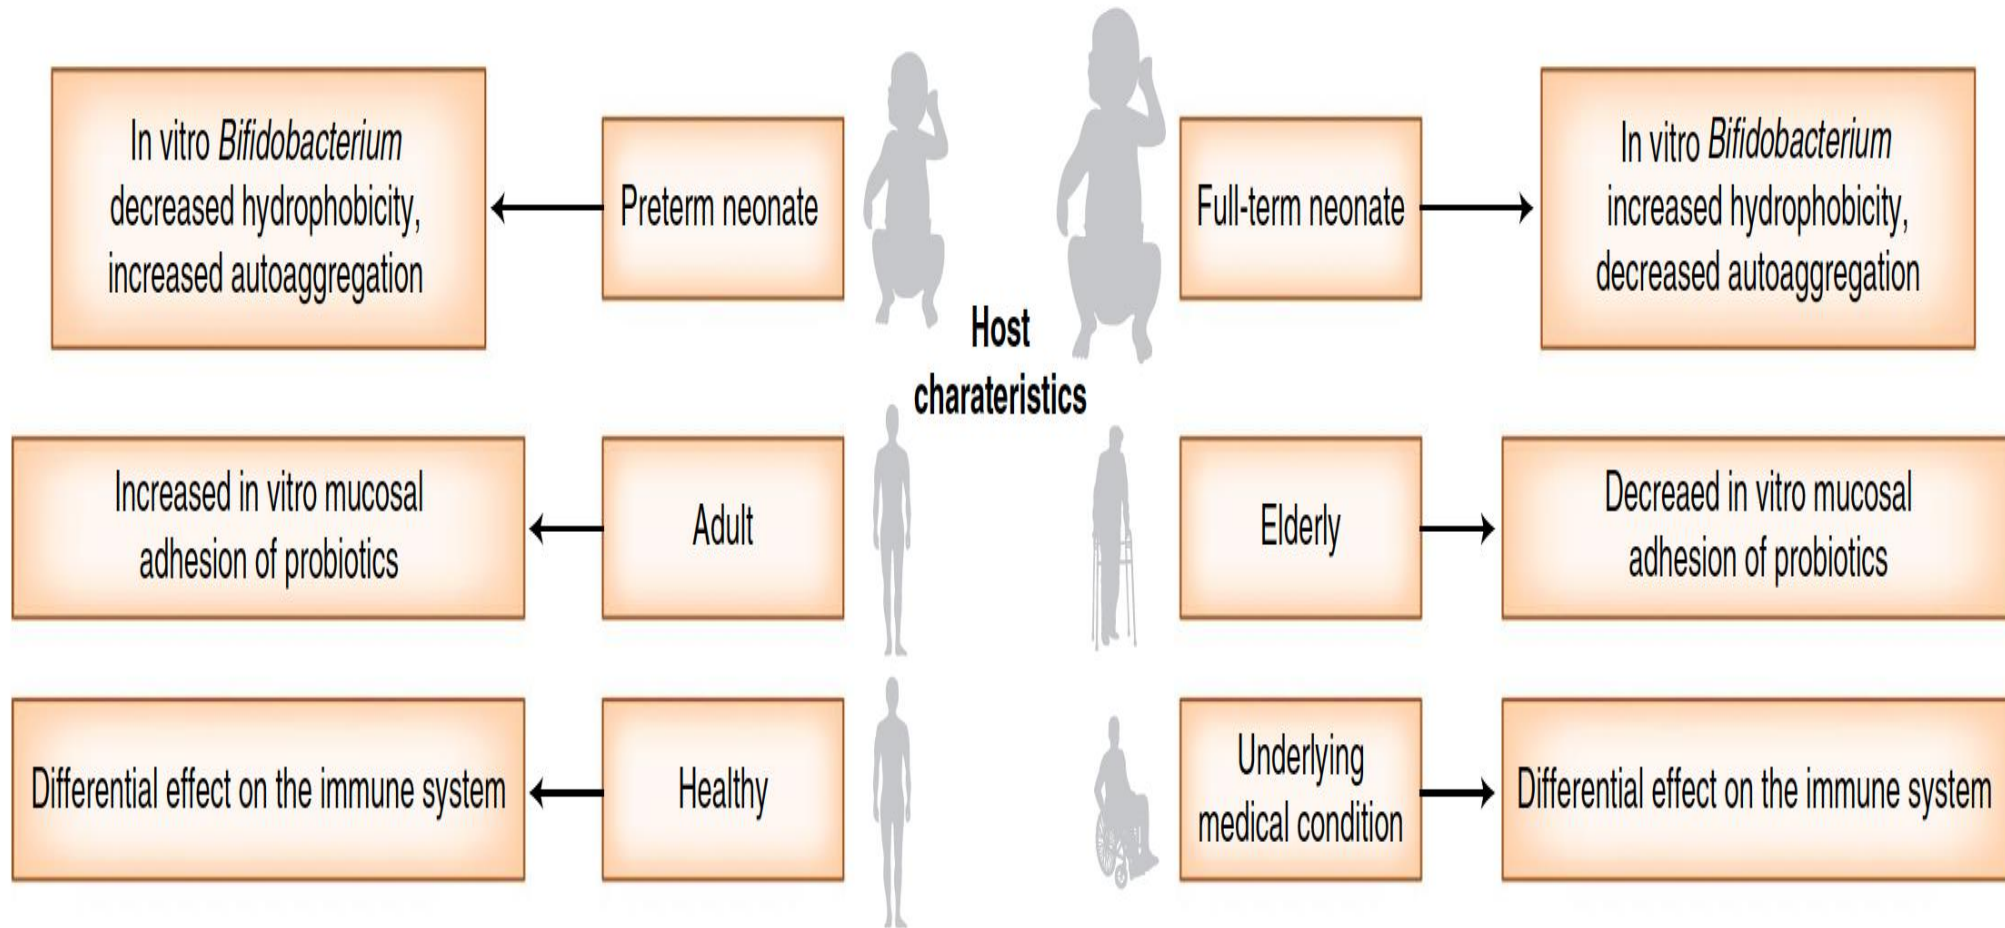 In vitro Bifidobacterium
decreased hydrophobicity,
increased autoaggregation
Preterm neonate
Full-term neonate
In vitro Bifidobacterium
increased hydrophobicity,
decreased autoaggregation
Host
charateristics
Increased in vitro mucosal
adhesion of probiotics
Adult
Elderly
Decreaed in vitro mucosal
adhesion of probiotics
Differential effect on the immune system
Healthy
Underlying
medical condition
Differential effect on the immune system